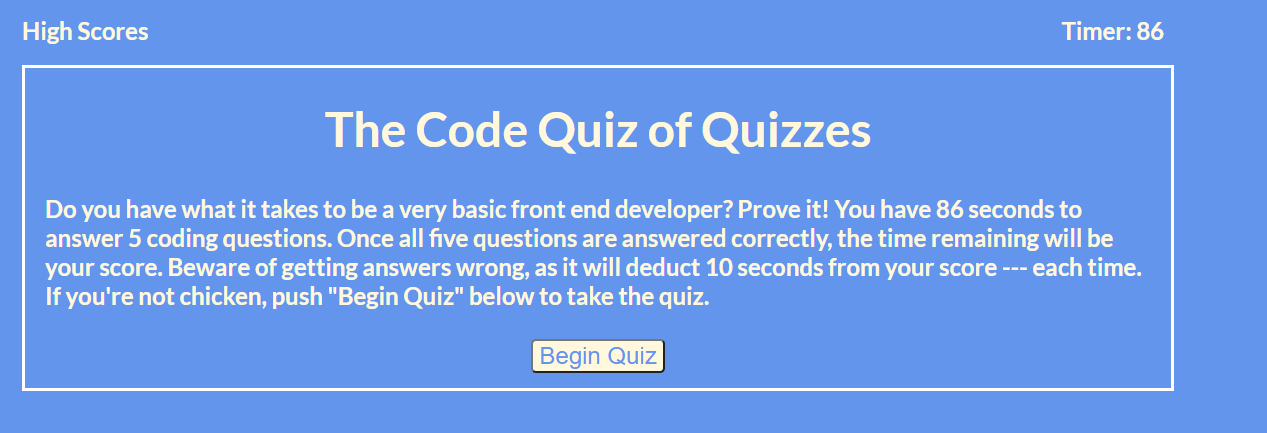 High Scores
Timer: 86
The Code Quiz of Quizzes
Do you have what it takes to be a very basic front end developer? Prove it! You have 86 seconds to
answer 5 coding questions. Once all five questions are answered correctly, the time remaining will be
your score. Beware of getting answers wrong, as it will deduct 10 seconds from your score --- each time.
If you're not chicken, push "Begin Quiz" below to take the quiz.
Begin Quiz